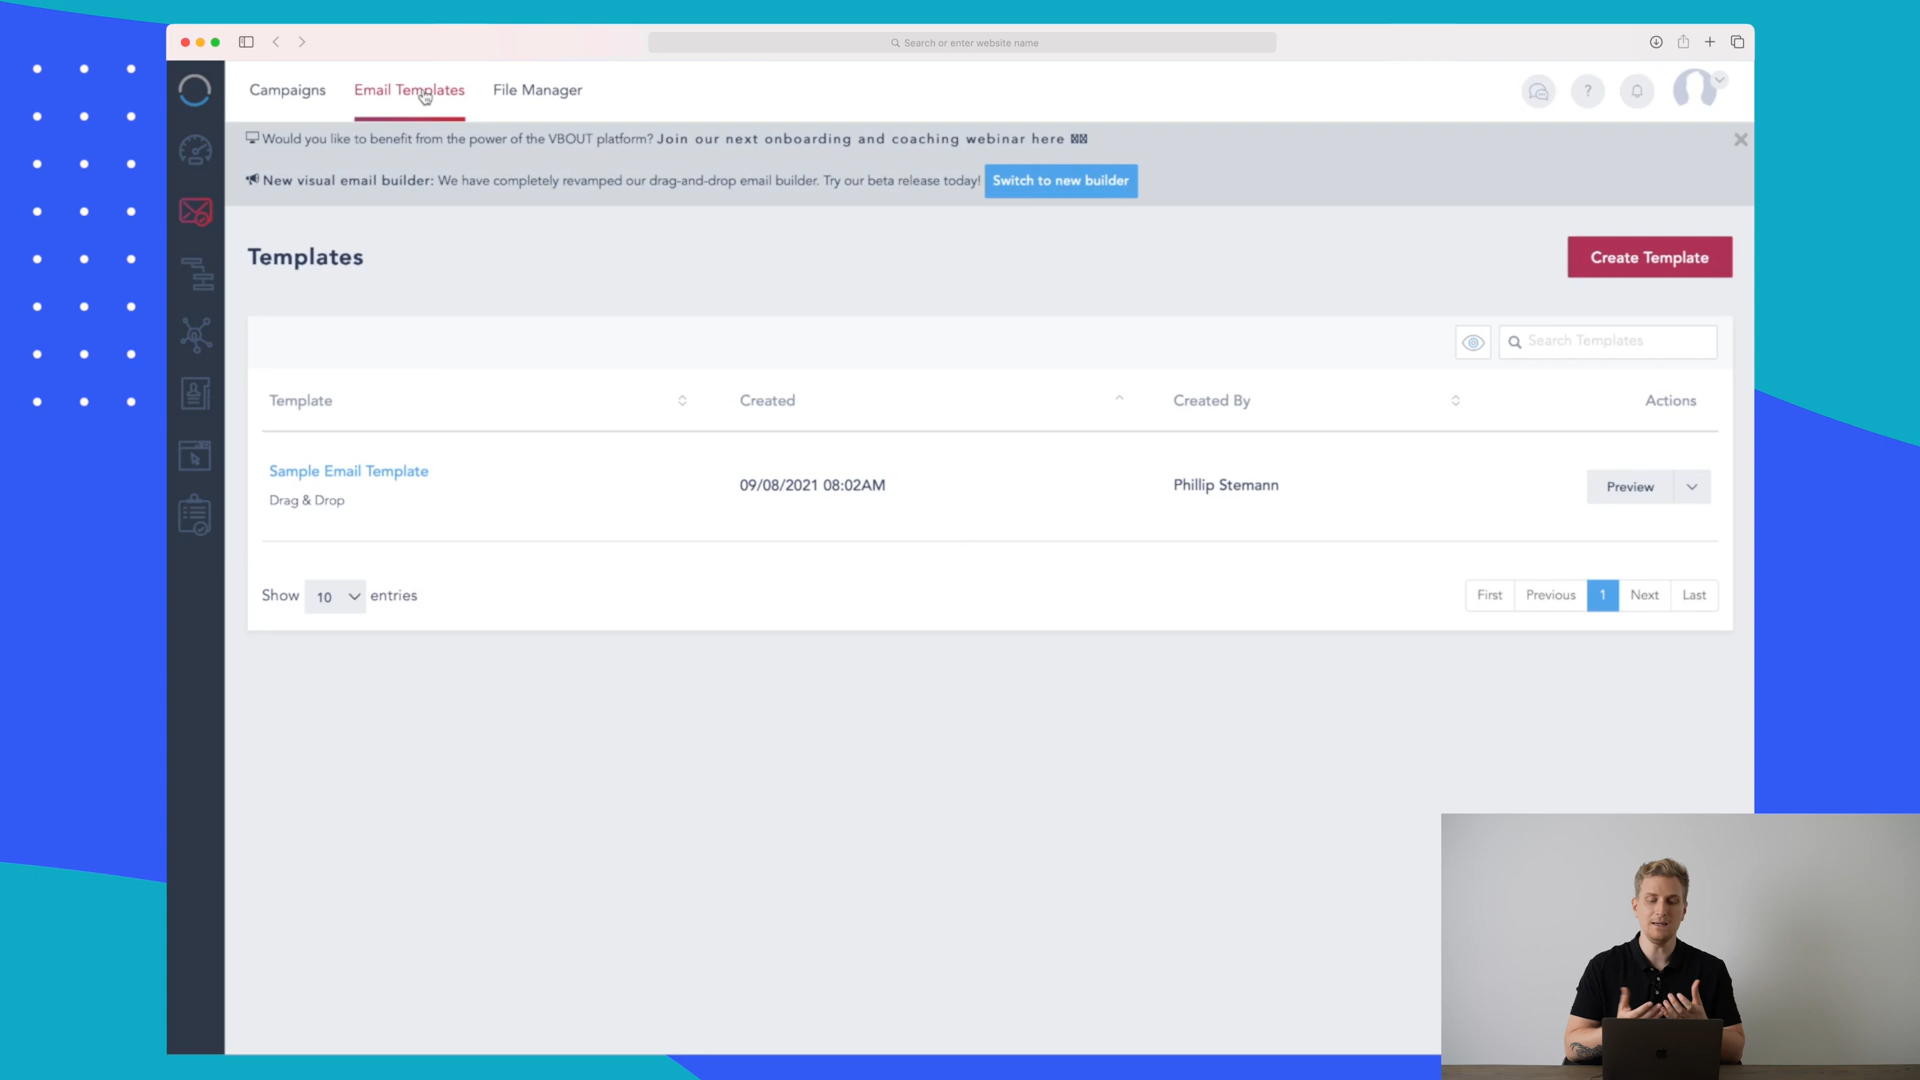 Search or enter website name
Campaigns
Email Templates
File Manager
?
Would you like to benefit from the power of the VBOUT platform? Join our next onboarding and coaching webinar here
New visual email builder: We have completely revamped our drag-and-drop email builder. Try our beta release today!
Switch to new builder
Templates
Create Template
Search Templates
Template
Created
Created By
Actions
Sample Email Template
Drag & Drop
09/08/2021 08:02AM
Phillip Stemann
Preview
Show 10 entries
First
Previous
1
Next
Last